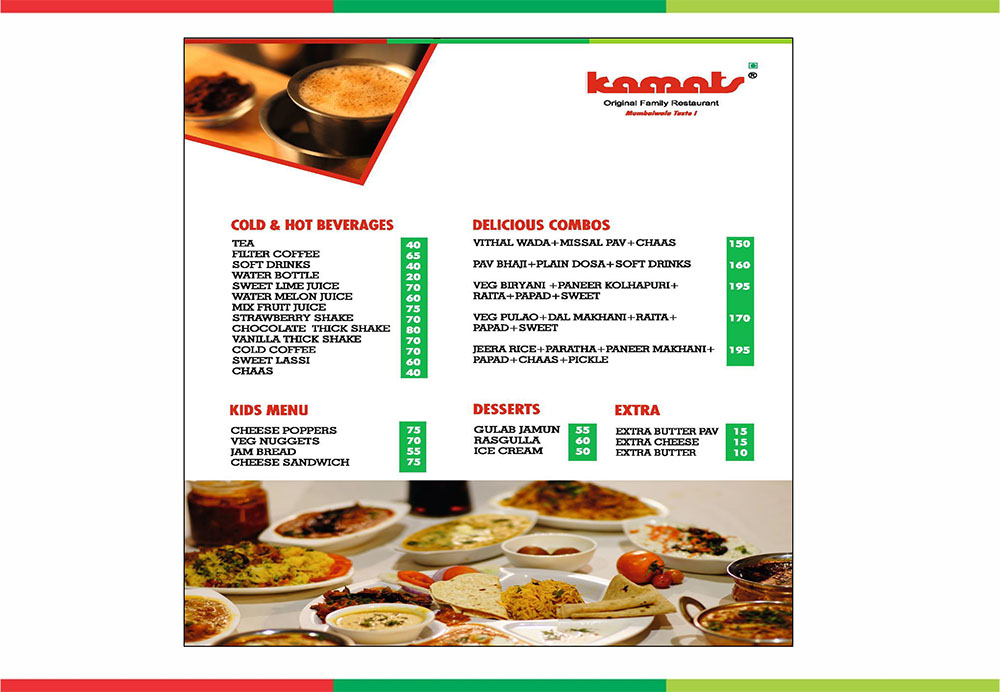 kamats ®
Original Family Restaurant
Mumbaiwala Taste !
COLD & HOT BEVERAGES
TEA 40
FILTER COFFEE 65
SOFT DRINKS 40
WATER BOTTLE 20
SWEET LIME JUICE 70
WATER MELON JUICE 60
MIX FRUIT JUICE 75
STRAWBERRY SHAKE 70
CHOCOLATE THICK SHAKE 80
VANILLA THICK SHAKE 70
COLD COFFEE 70
SWEET LASSI 60
CHAAS 40
DELICIOUS COMBOS
VITHAL WADA+MISSAL PAV+CHAAS 150
PAV BHAJI+PLAIN DOSA+SOFT DRINKS 160
VEG BIRYANI +PANEER KOLHAPURI+ 195
RAITA+PAPAD+SWEET
VEG PULAO+DAL MAKHANI+RAITA+ 170
PAPAD+SWEET
JEERA RICE+PARATHA+PANEER MAKHANI+ 195
PAPAD+CHAAS+PICKLE
KIDS MENU
CHEESE POPPERS 75
VEG NUGGETS 70
JAM BREAD 55
CHEESE SANDWICH 75
DESSERTS
GULAB JAMUN 55
RASGULLA 60
ICE CREAM 50
EXTRA
EXTRA BUTTER PAV 15
EXTRA CHEESE 15
EXTRA BUTTER 10